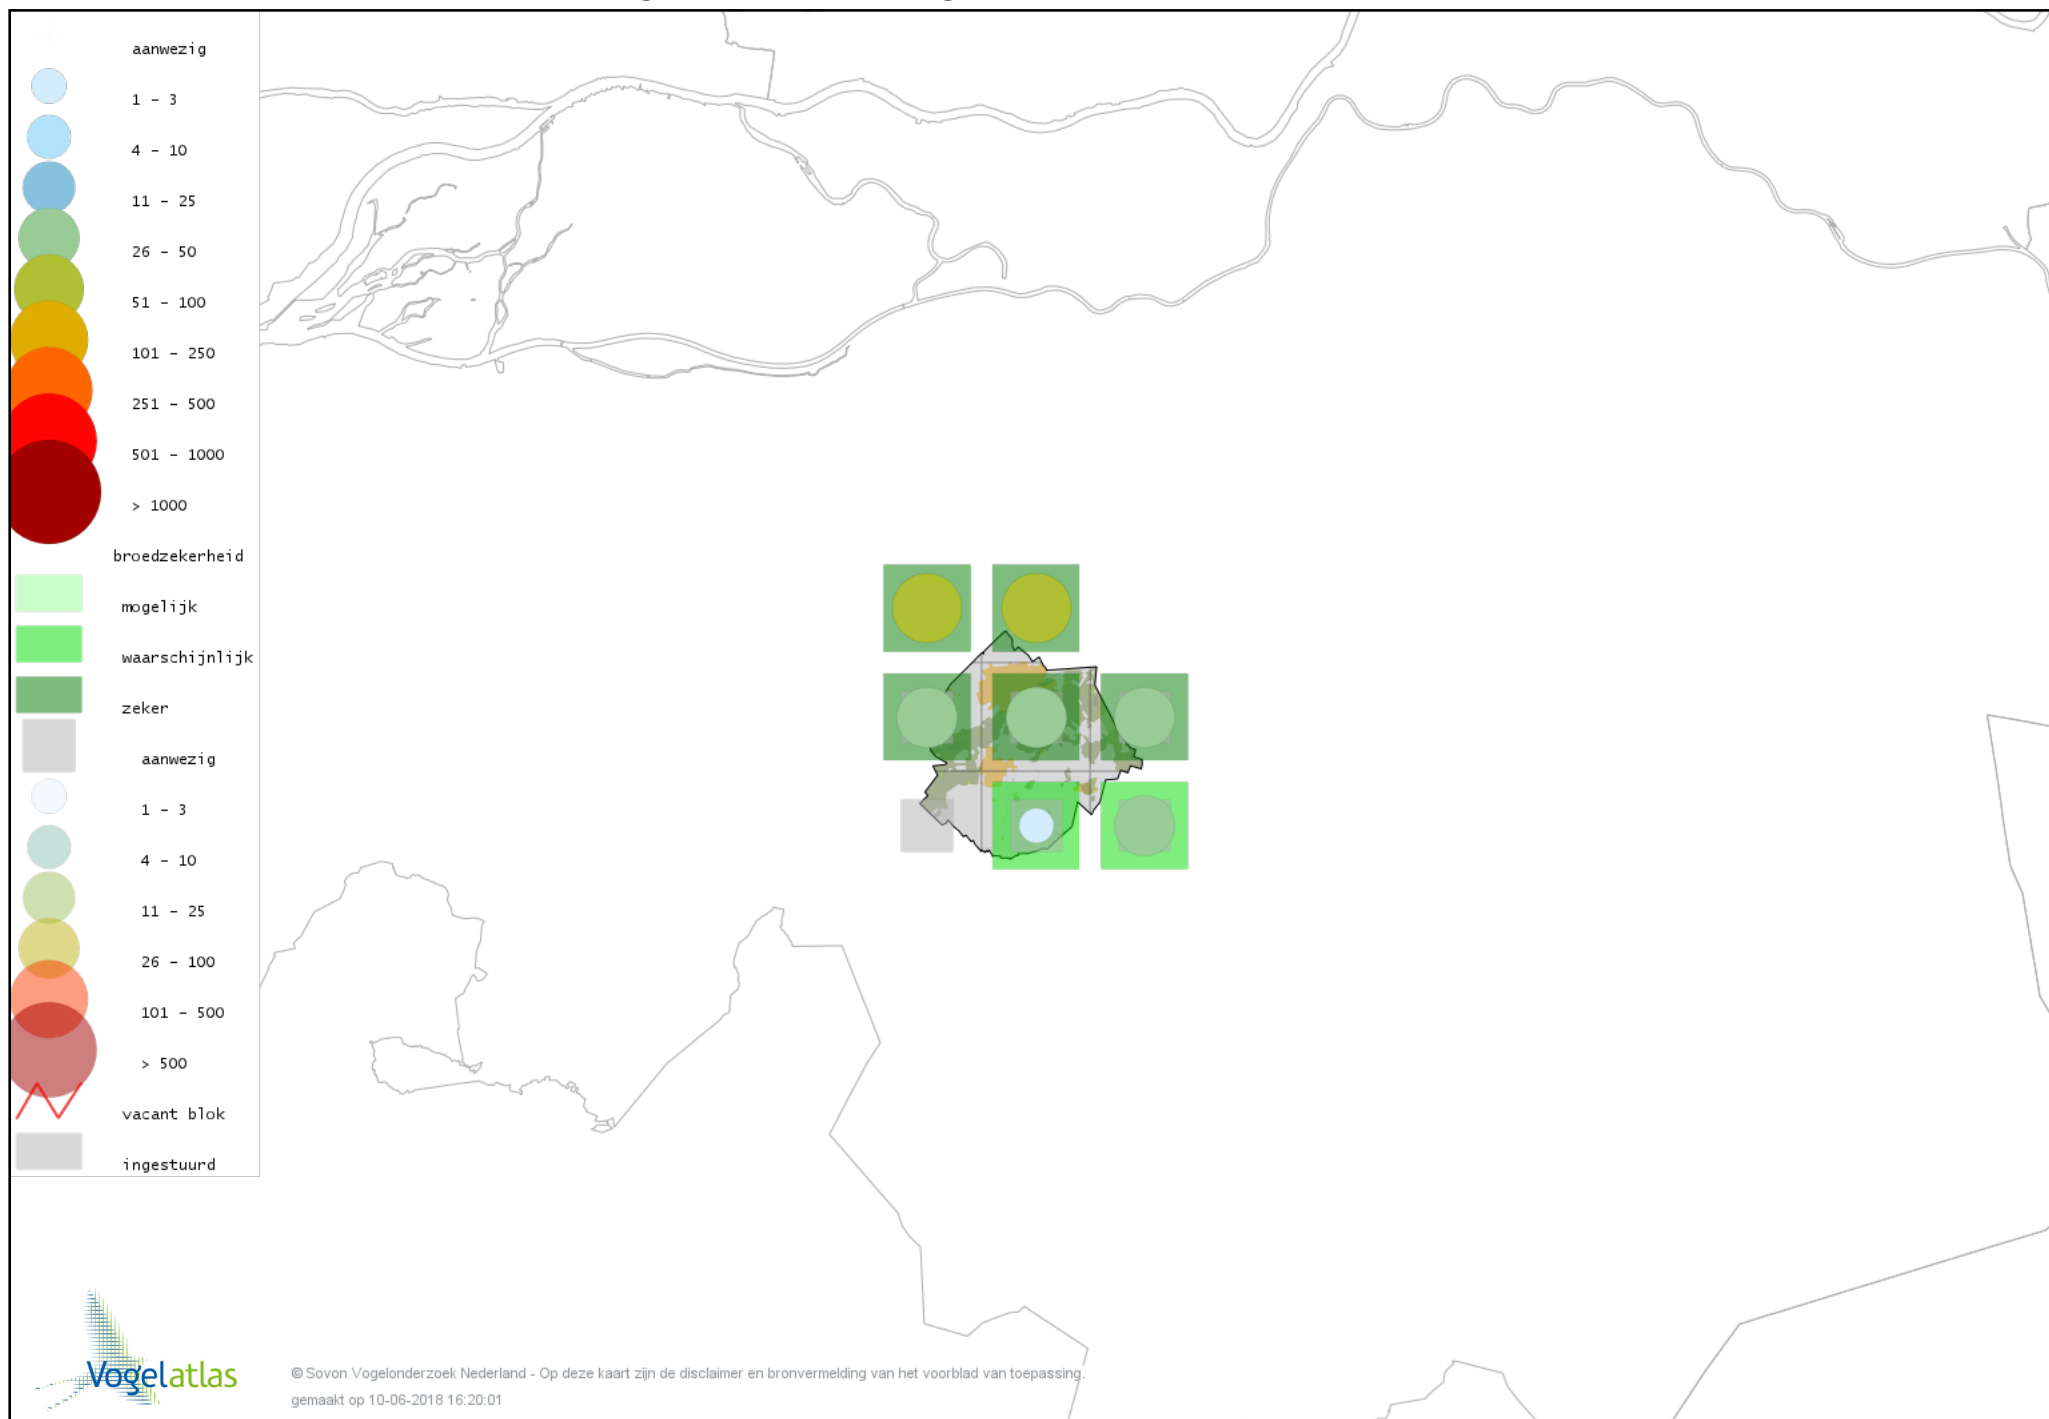 aanwezig
1 - 3
4 - 10
11 - 25
26 - 50
51 - 100
101 - 250
251 - 500
501 - 1000
> 1000
broedzekerheid
mogelijk
waarschijnlijk
zeker
aanwezig
1 - 3
4 - 10
11 - 25
26 - 100
101 - 500
> 500
vacant blok
ingestuurd
Vogelatlas
© Sovon Vogelonderzoek Nederland - Op deze kaart zijn de disclaimer en bronvermelding van het voorblad van toepassing.
gemaakt op 10-06-2018 16:20:01